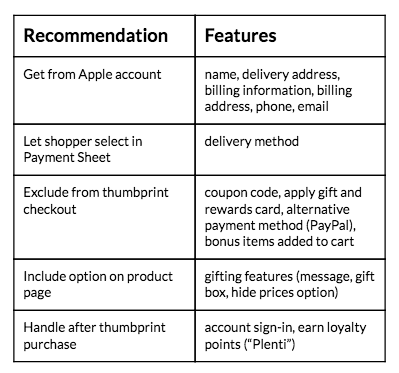 Recommendation Features
Get from Apple account name, delivery address,
billing information, billing
address, phone, email
Let shopper select in delivery method
Payment Sheet
Exclude from thumbprint coupon code, apply gift and
checkout rewards card, alternative
payment method (PayPal),
bonus items added to cart
Include option on product gifting features (message, gift
page box, hide prices option)
Handle after thumbprint account sign-in, earn loyalty
purchase points (“Plenti”)